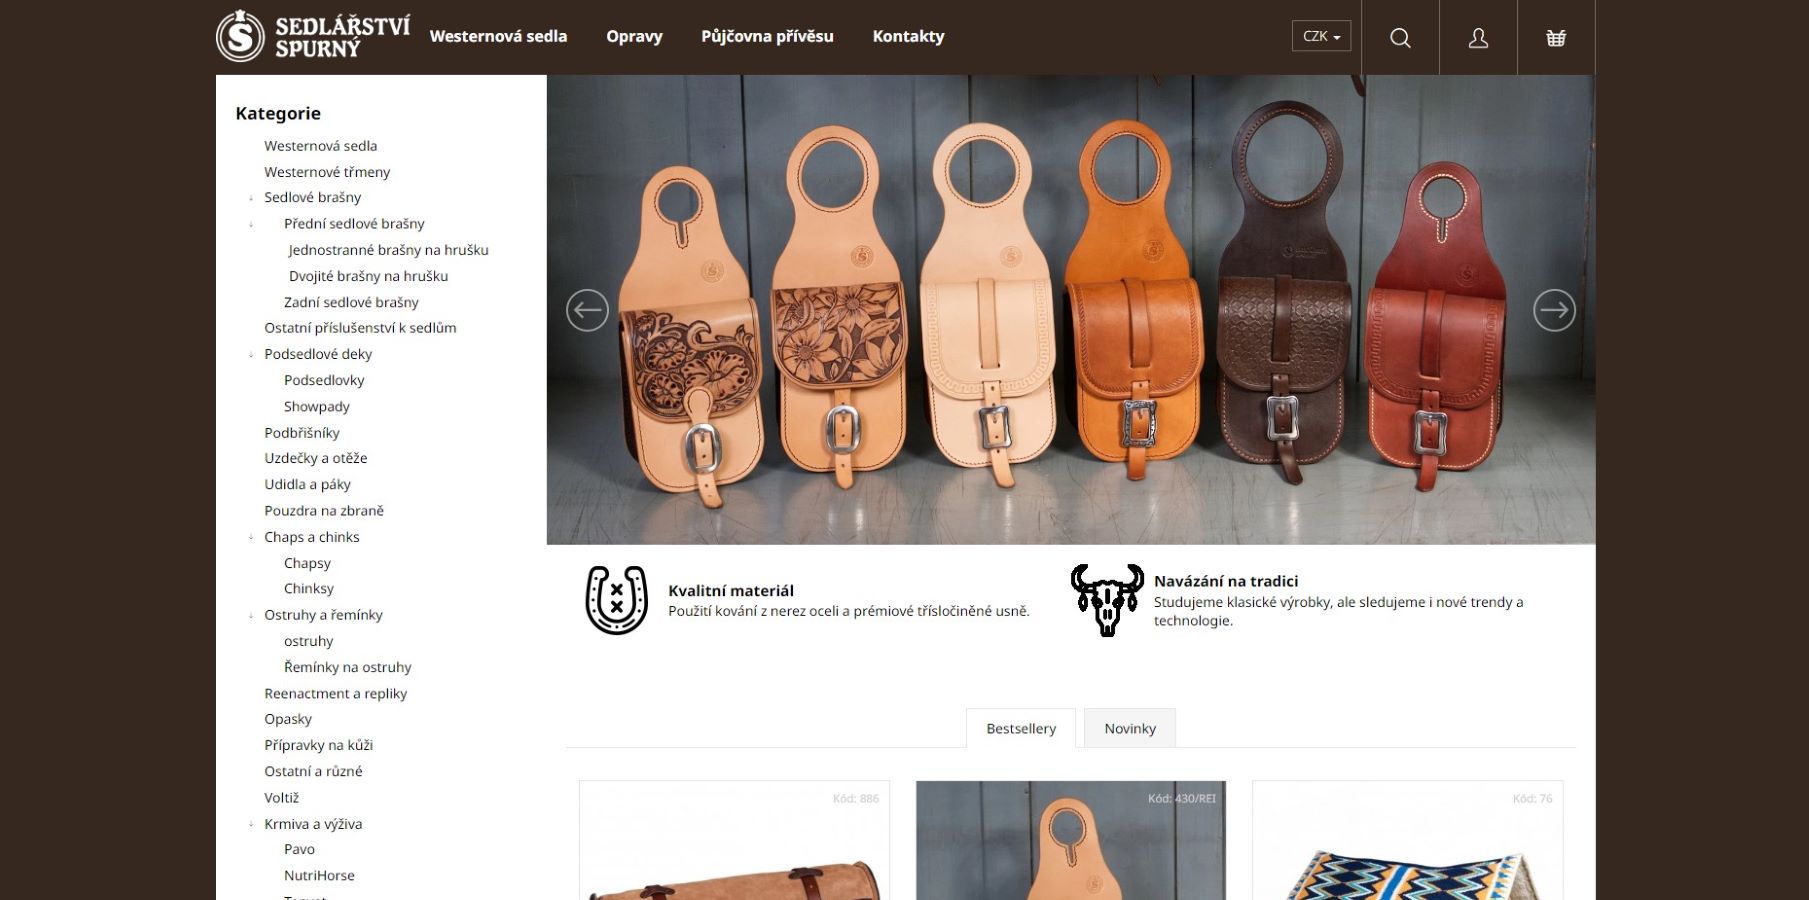 SEDLÁŘSTVÍ
SPURNÝ
Westernová sedla
Opravy
Půjčovna přívěsu
Kontakty
CZK
Kategorie
Westernová sedla
Westernové třmeny
Sedlové brašny
Přední sedlové brašny
Jednostranné brašny na hrušku
Dvojité brašny na hrušku
Zadní sedlové brašny
Ostatní příslušenství k sedlům
Podsedlové deky
Podsedlovky
Showpady
Podbřišníky
Uzdečky a otěže
Udidla a páky
Pouzdra na zbraně
Chaps a chinks
Chapsy
Chinksy
Ostruhy a řemínky
ostruhy
Řemínky na ostruhy
Reenactment a repliky
Opasky
Přípravky na kůži
Ostatní a různé
Voltiž
Krmiva a výživa
Pavo
NutriHorse
Kvalitní materiál
Použití kování z nerez oceli a prémiové třísločiněné usně.
Navázání na tradici
Studujeme klasické výrobky, ale sledujeme i nové trendy a
technologie.
Bestsellery
Novinky
Kód: 886
Kód: 430/REI
Kód: 76